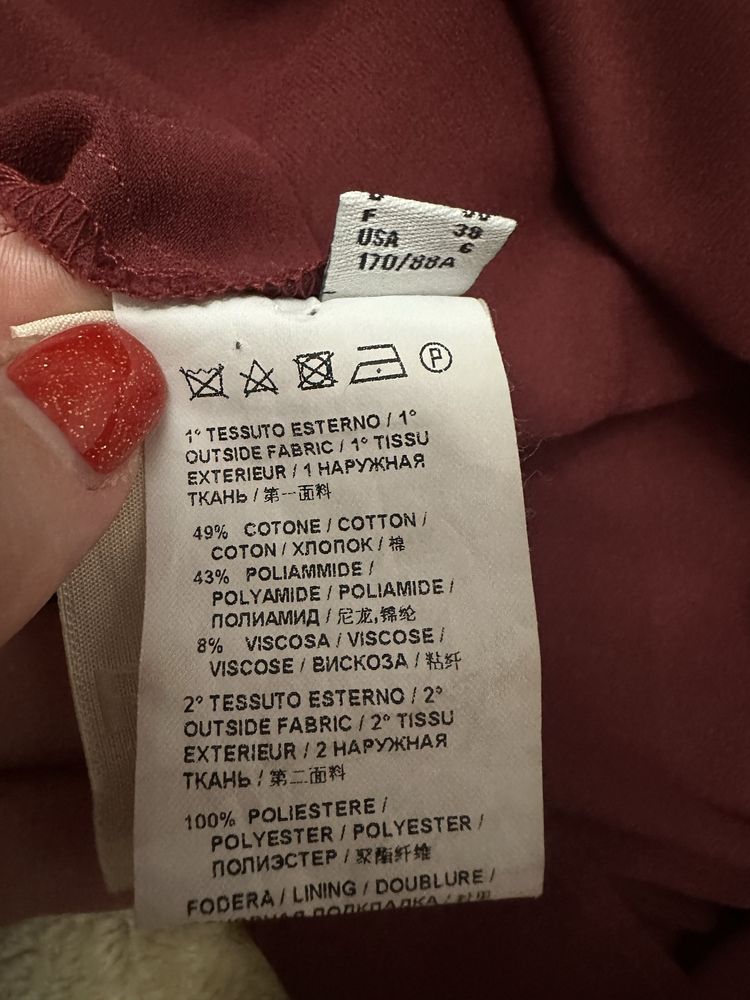 F 38
USA 6
170/88A
P
1° TESSUTO ESTERNO / 1°
OUTSIDE FABRIC / 1° TISSU
EXTERIEUR / 1 НАРУЖНАЯ
ТКАНЬ / 第一面料
49% COTONE / COTTON /
COTON / ХЛОПОК / 棉
43% POLIAMMIDE /
POLYAMIDE / POLIAMIDE /
ПОЛИАМИД / 尼龙,锦纶
8% VISCOSA / VISCOSE /
VISCOSE / ВИСКОЗА / 粘纤
2° TESSUTO ESTERNO / 2°
OUTSIDE FABRIC / 2° TISSU
EXTERIEUR / 2 НАРУЖНАЯ
ТКАНЬ / 第二面料
100% POLIESTERE /
POLYESTER / POLYESTER /
ПОЛИЭСТЕР / 聚酯纤维
FODERA / LINING / DOUBLURE /
ПОДКЛАДКА /